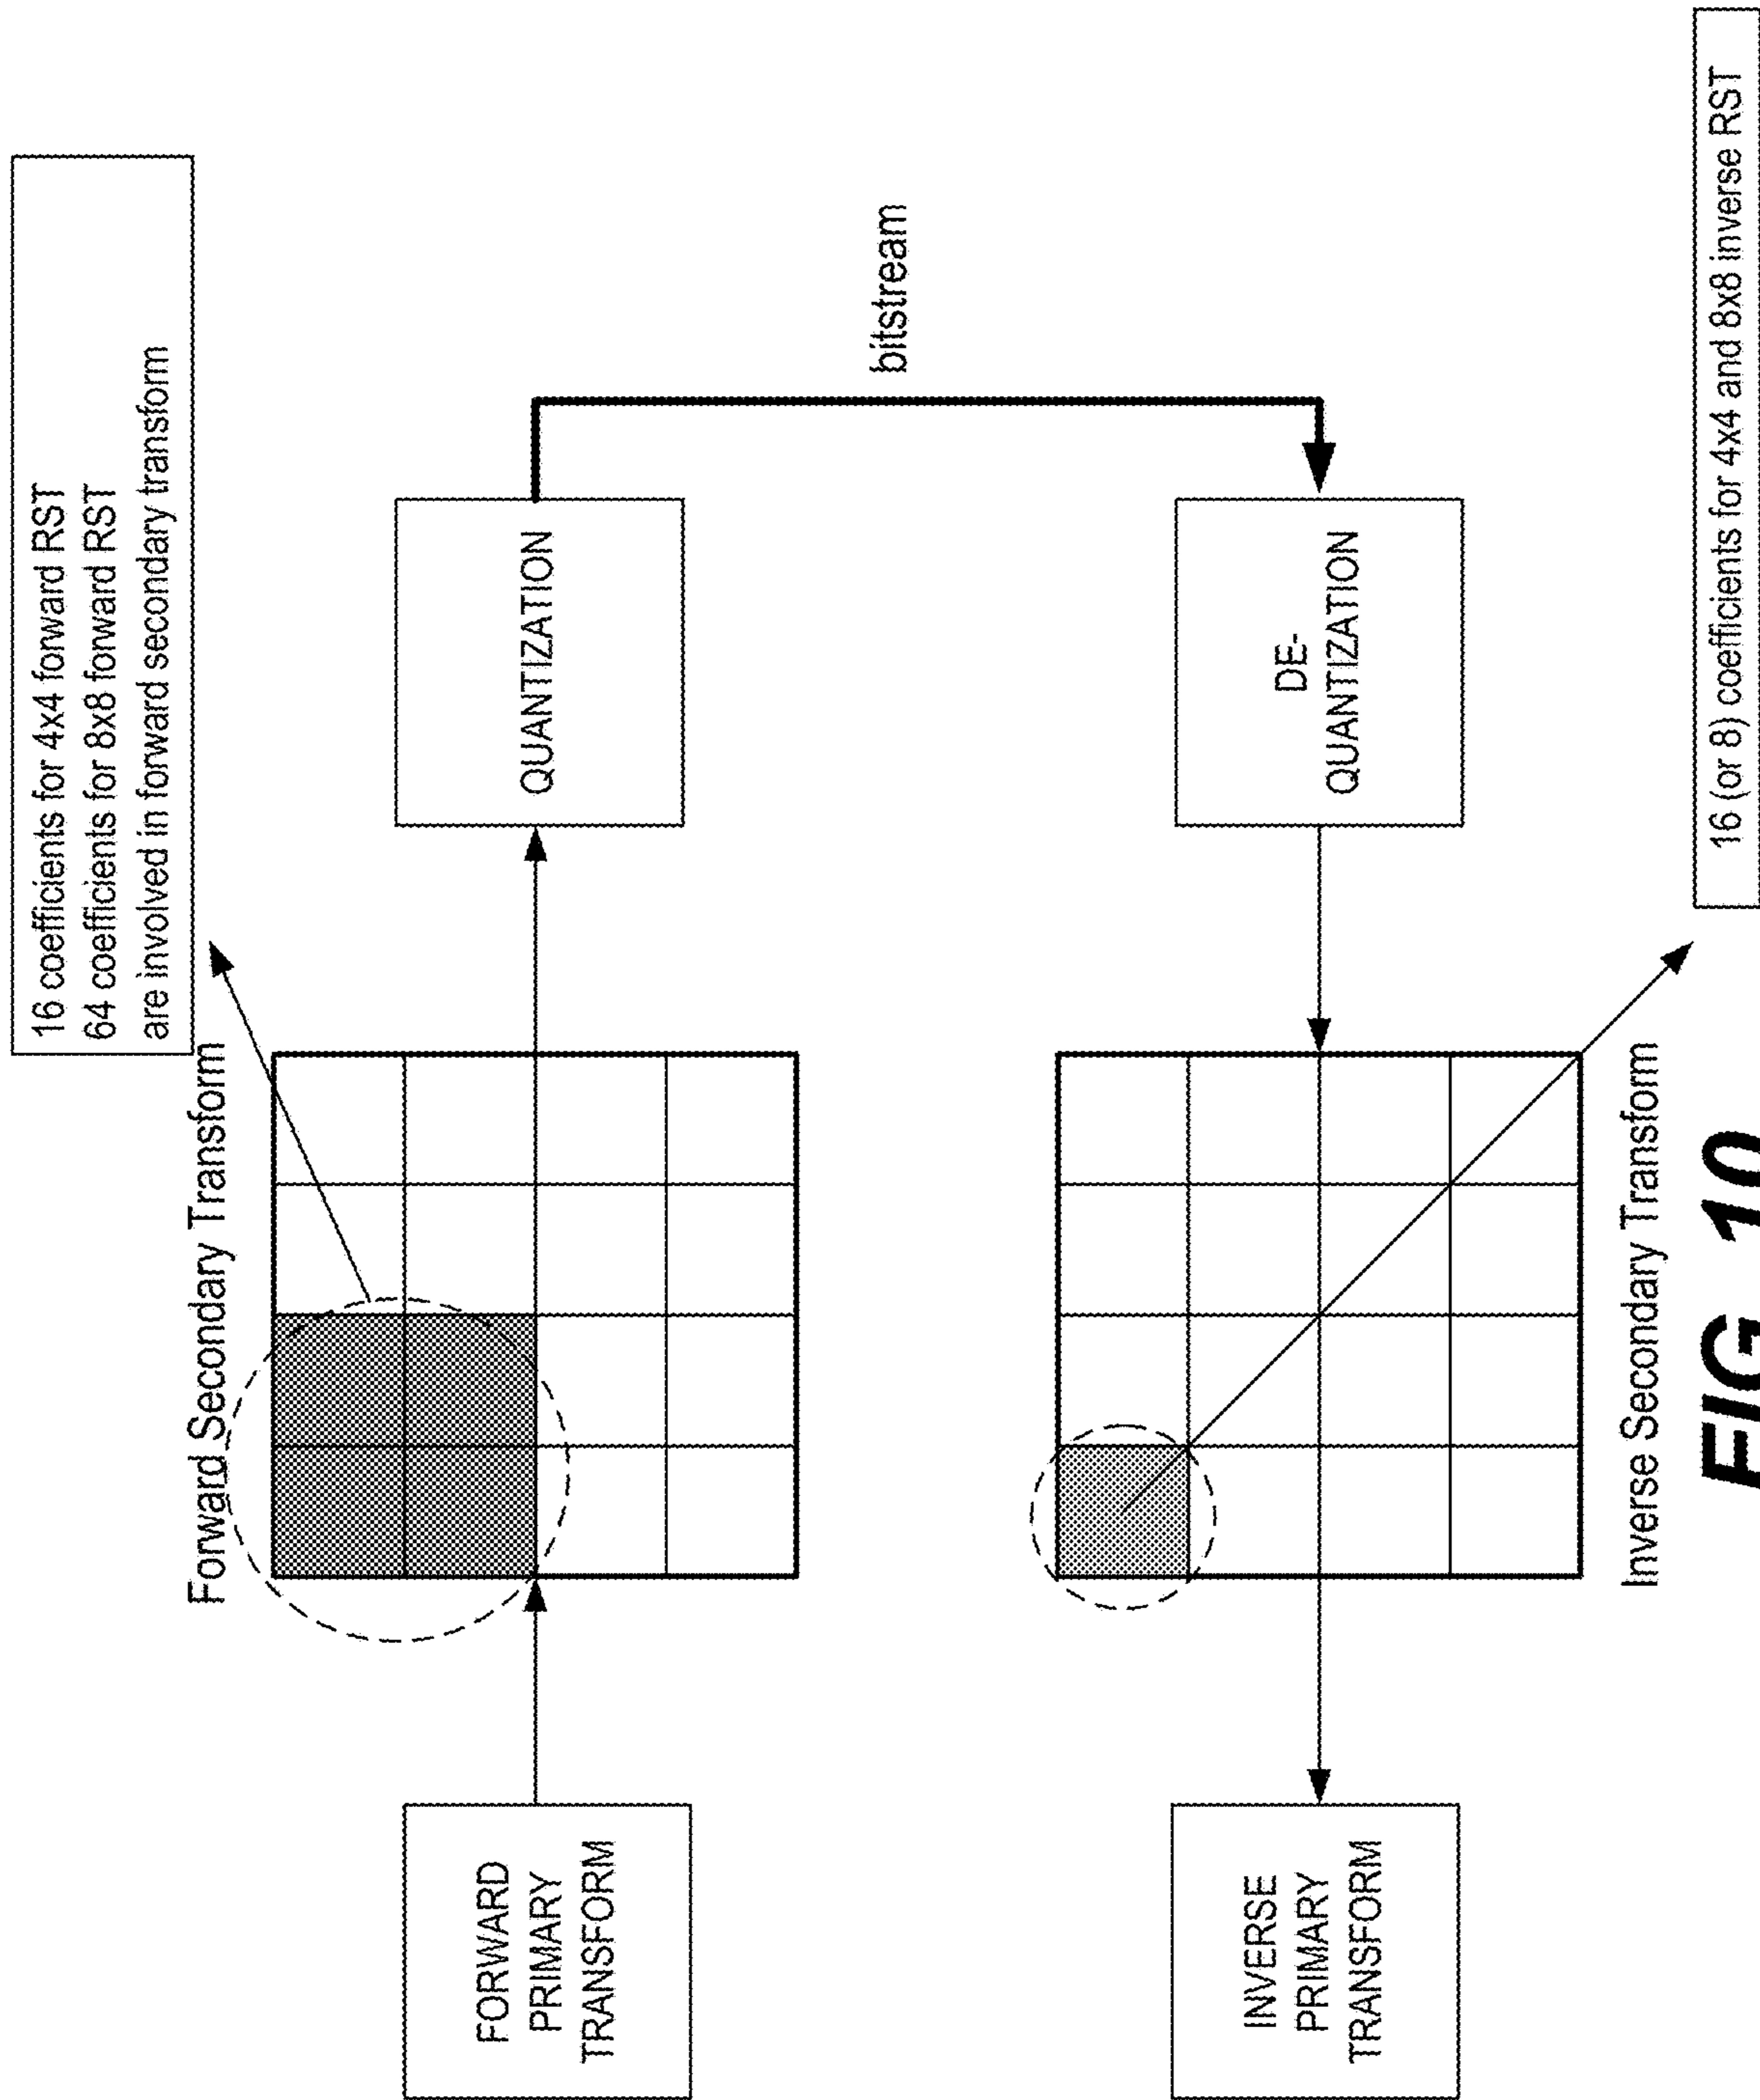 16 coefficients for 4x4 forward RST
64 coefficients for 8x8 forward RST
are involved in forward secondary transform
Forward Secondary Transform
FORWARD
PRIMARY
TRANSFORM
QUANTIZATION
bitstream
INVERSE
PRIMARY
TRANSFORM
DE-
QUANTIZATION
Inverse Secondary Transform
16 (or 8) coefficients for 4x4 and 8x8 inverse RST
FIG 10